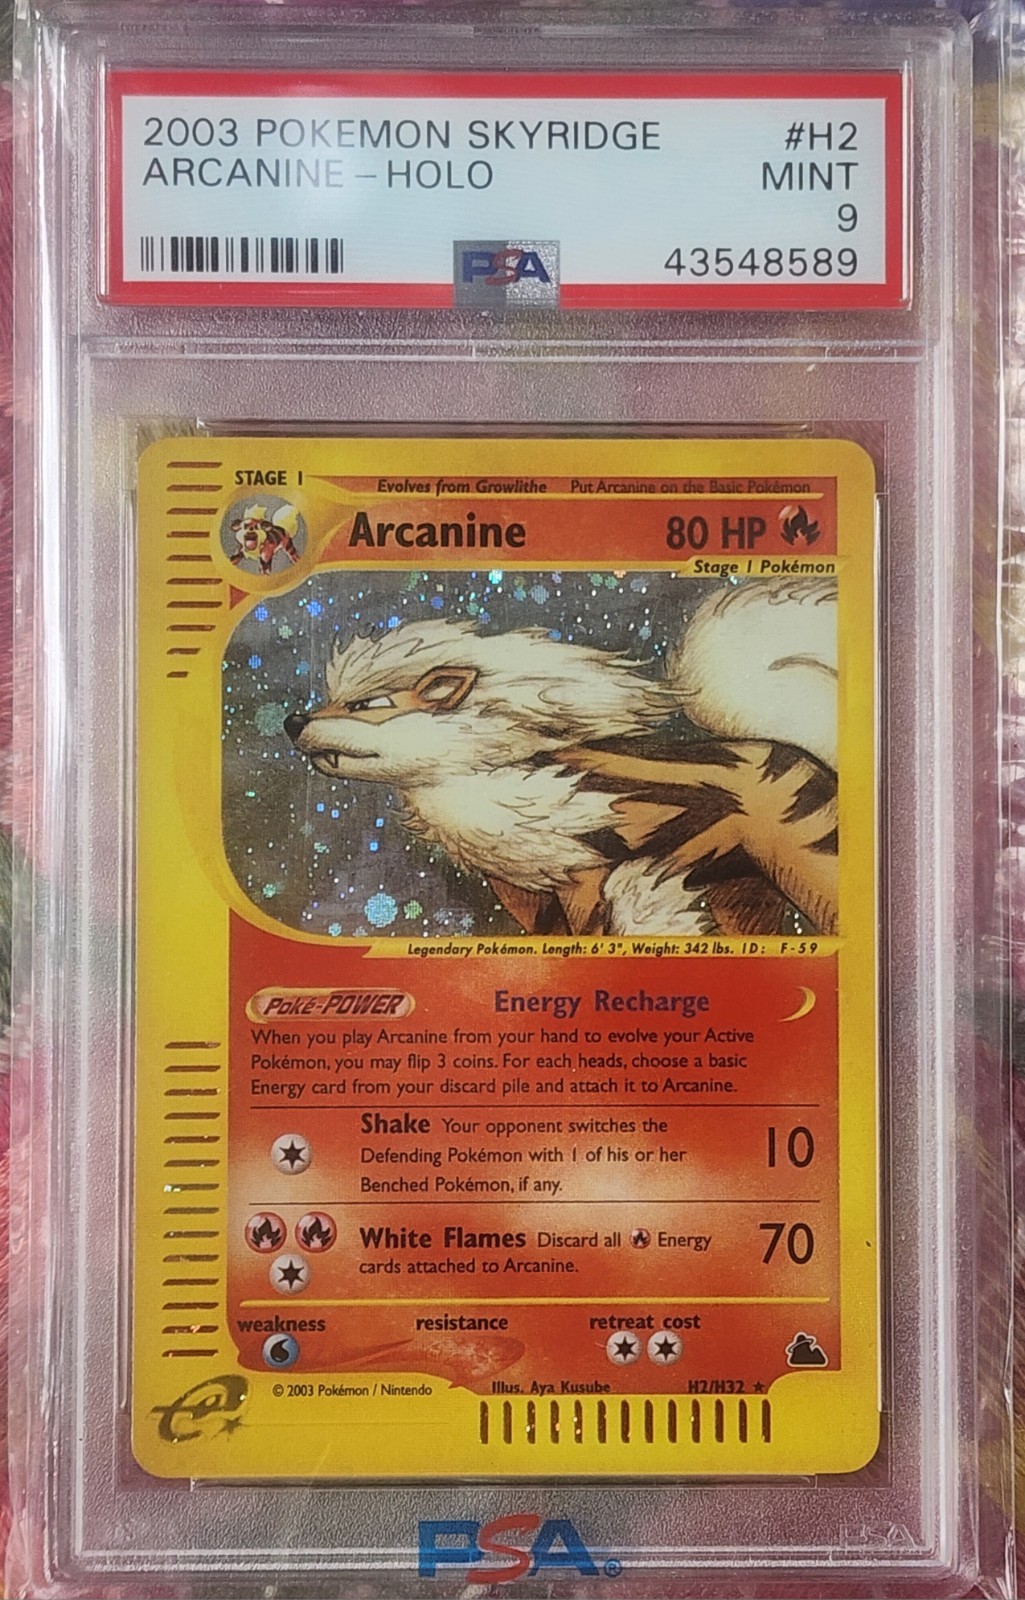 2003 POKEMON SKYRIDGE #H2
ARCANINE - HOLO MINT
9
PSA 43548589
STAGE 1 Evolves from Growlithe Put Arcanine on the Basic Pokémon
Arcanine 80 HP
Stage 1 Pokémon
Legendary Pokémon. Length: 6' 3", Weight: 342 lbs. ID: F-59
Poké-POWER Energy Recharge
When you play Arcanine from your hand to evolve your Active
Pokémon, you may flip 3 coins. For each heads, choose a basic
Energy card from your discard pile and attach it to Arcanine.
Shake Your opponent switches the
Defending Pokémon with 1 of his or her 10
Benched Pokémon, if any.
White Flames Discard all Energy 70
cards attached to Arcanine.
weakness resistance retreat cost
© 2003 Pokémon / Nintendo Illus. Aya Kusube H2/H32
e
PSA
PSA®